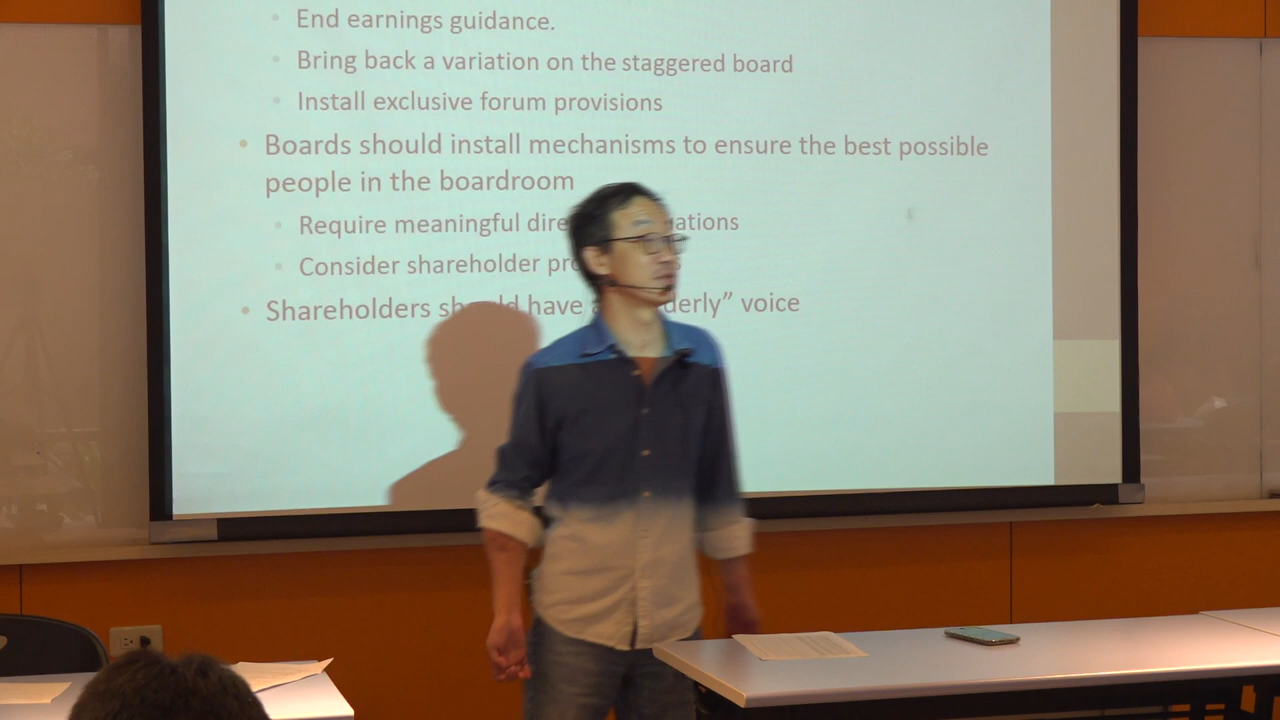 End earnings guidance.
Bring back a variation on the staggered board
Install exclusive forum provisions
Boards should install mechanisms to ensure the best possible
people in the boardroom
Require meaningful
Consider shareholder
Shareholders should have voice